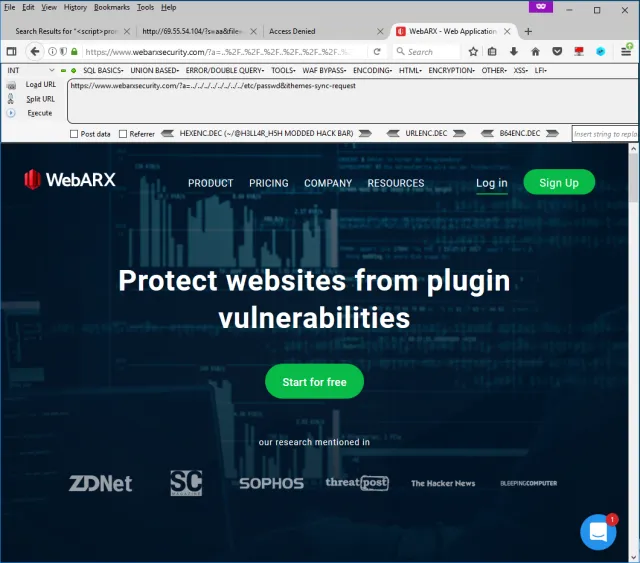 File Edit View History Bookmarks Tools Help
Search Results for "<script>pro
http://69.55.54.104/?s=aa&file=
Access Denied
WebARX - Web Application
https://www.webarxsecurity.com/?a=..%2F..%2F..%2F..%2F..%2F..%2F..%2F..%
Search
INT
SQL BASICS UNION BASED ERROR/DOUBLE QUERY TOOLS WAF BYPASS ENCODING HTML ENCRYPTION OTHER XSS LFI
Load URL
https://www.webarxsecurity.com/?a=../../../../../../../../etc/passwd&ithemes-sync-request
Split URL
Execute
Post data Referrer HEXENC.DEC (~/@H3LL4R_H5H MODDED HACK BAR) URLENC.DEC B64ENC.DEC Insert string to repla
WebARX PRODUCT PRICING COMPANY RESOURCES Log in Sign Up
Protect websites from plugin
vulnerabilities
Start for free
our research mentioned in
ZDNet SC SOPHOS threatpost The Hacker News BLEEPINGCOMPUTER
1